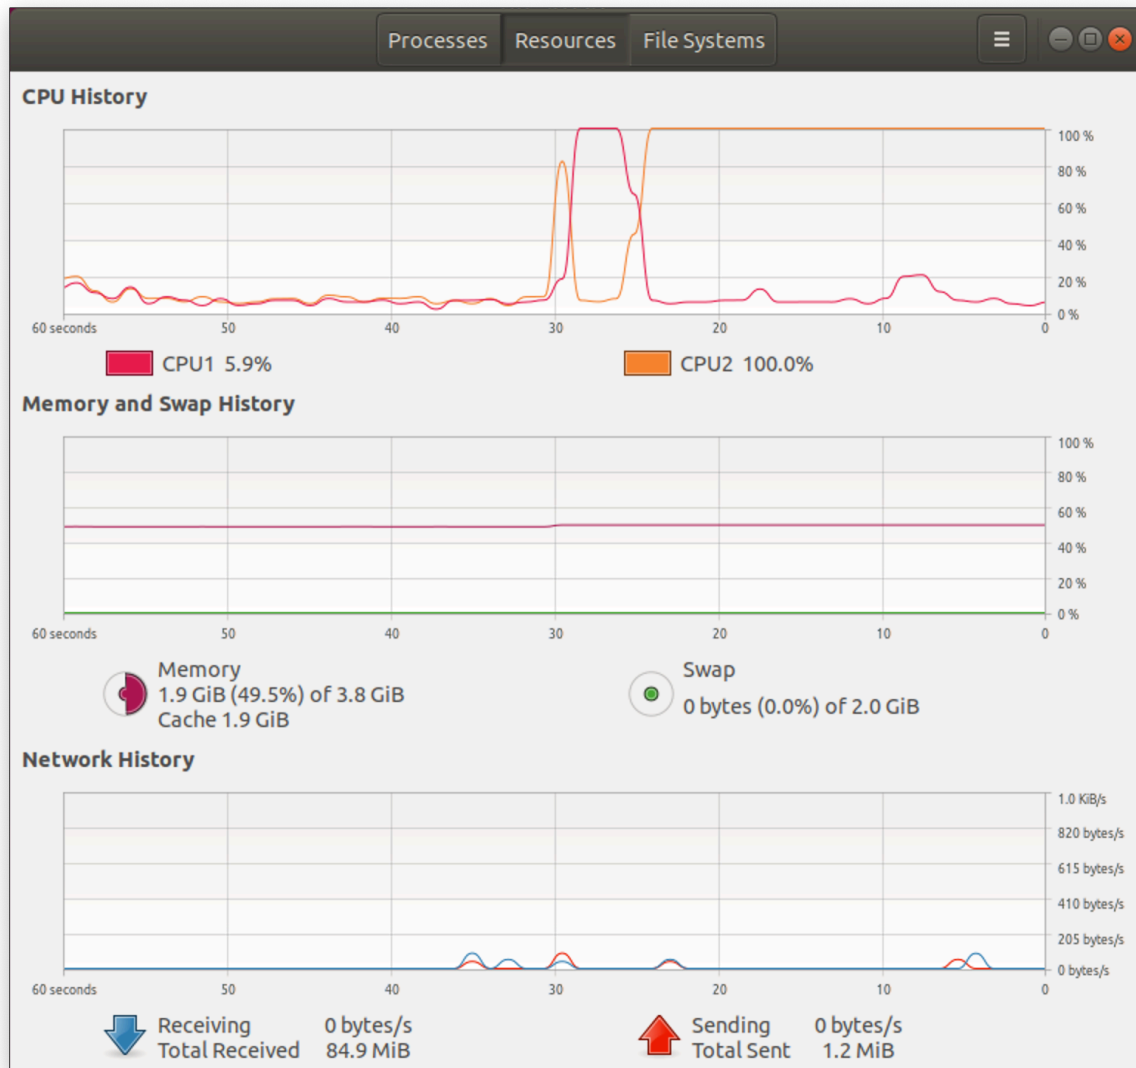 Processes Resources File Systems
CPU History
100 %
80 %
60 %
40 %
20 %
0 %
60 seconds 50 40 30 20 10 0
CPU1 5.9% CPU2 100.0%
Memory and Swap History
100 %
80 %
60 %
40 %
20 %
0 %
60 seconds 50 40 30 20 10 0
Memory
1.9 GiB (49.5%) of 3.8 GiB
Cache 1.9 GiB
Swap
0 bytes (0.0%) of 2.0 GiB
Network History
1.0 KiB/s
820 bytes/s
615 bytes/s
410 bytes/s
205 bytes/s
0 bytes/s
60 seconds 50 40 30 20 10 0
Receiving 0 bytes/s
Total Received 84.9 MiB
Sending 0 bytes/s
Total Sent 1.2 MiB